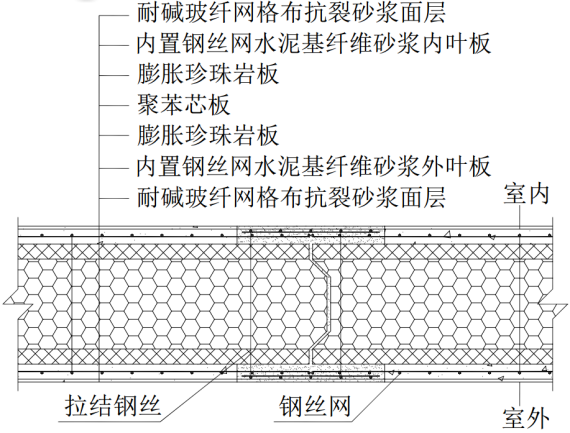 耐碱玻纤网格布抗裂砂浆面层
内置钢丝网水泥基纤维砂浆内叶板
膨胀珍珠岩板
聚苯芯板
膨胀珍珠岩板
内置钢丝网水泥基纤维砂浆外叶板
耐碱玻纤网格布抗裂砂浆面层
室内
拉结钢丝
钢丝网
室外